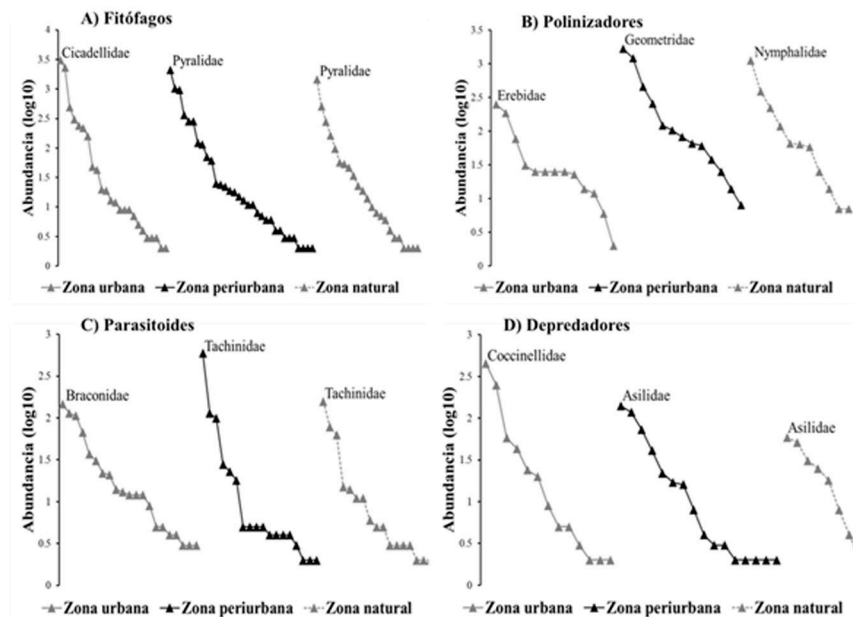 A) Fitófagos
Abundancia (log10)
4
3.5
3
2.5
2
1.5
1
0.5
0
Cicadellidae
Pyralidae
Pyralidae
Zona urbana Zona periurbana Zona natural
B) Polinizadores
Abundancia (log10)
3.5
3
2.5
2
1.5
1
0.5
0
Erebidae
Geometridae
Nymphalidae
Zona urbana Zona periurbana Zona natural
C) Parasitoides
Abundancia (log10)
3
2.5
2
1.5
1
0.5
0
Braconidae
Tachinidae
Tachinidae
Zona urbana Zona periurbana Zona natural
D) Depredadores
Abundancia (log10)
3
2.5
2
1.5
1
0.5
0
Coccinellidae
Asilidae
Asilidae
Zona urbana Zona periurbana Zona natural